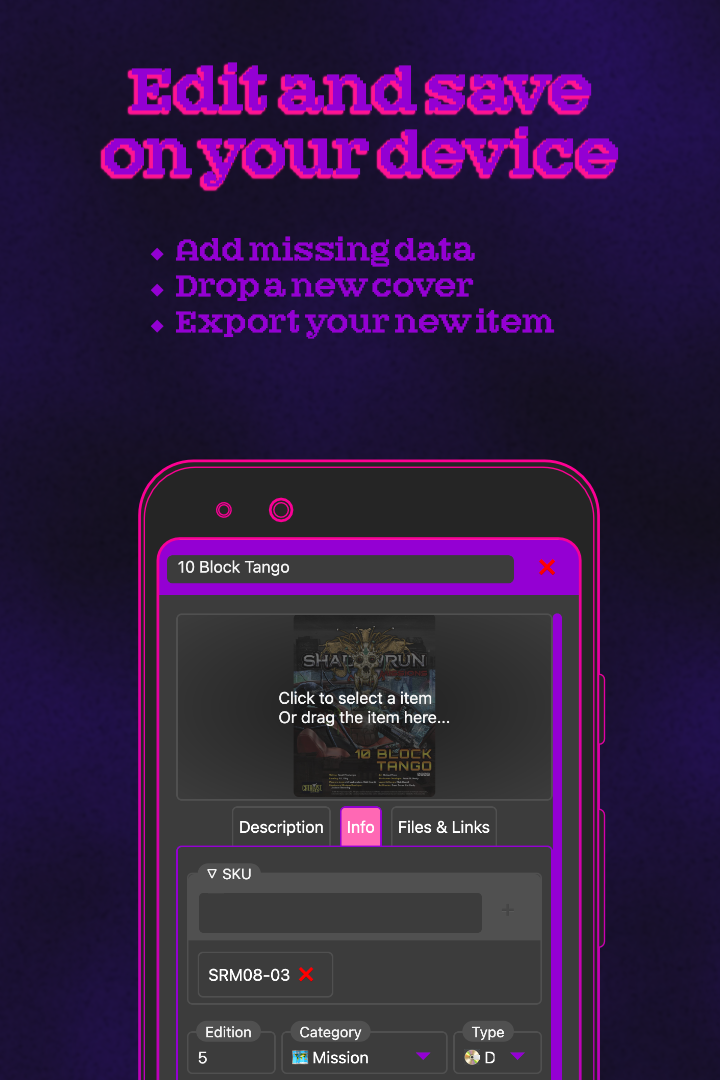 Edit and save
on your device
◆ Add missing data
◆ Drop a new cover
◆ Export your new item
10 Block Tango
SHADOWRUN
Click to select a item
Or drag the item here...
10 BLOCK
TANGO
Description
Info
Files & Links
▽ SKU
+
SRM08-03
Edition
Category
Type
5
Mission
D